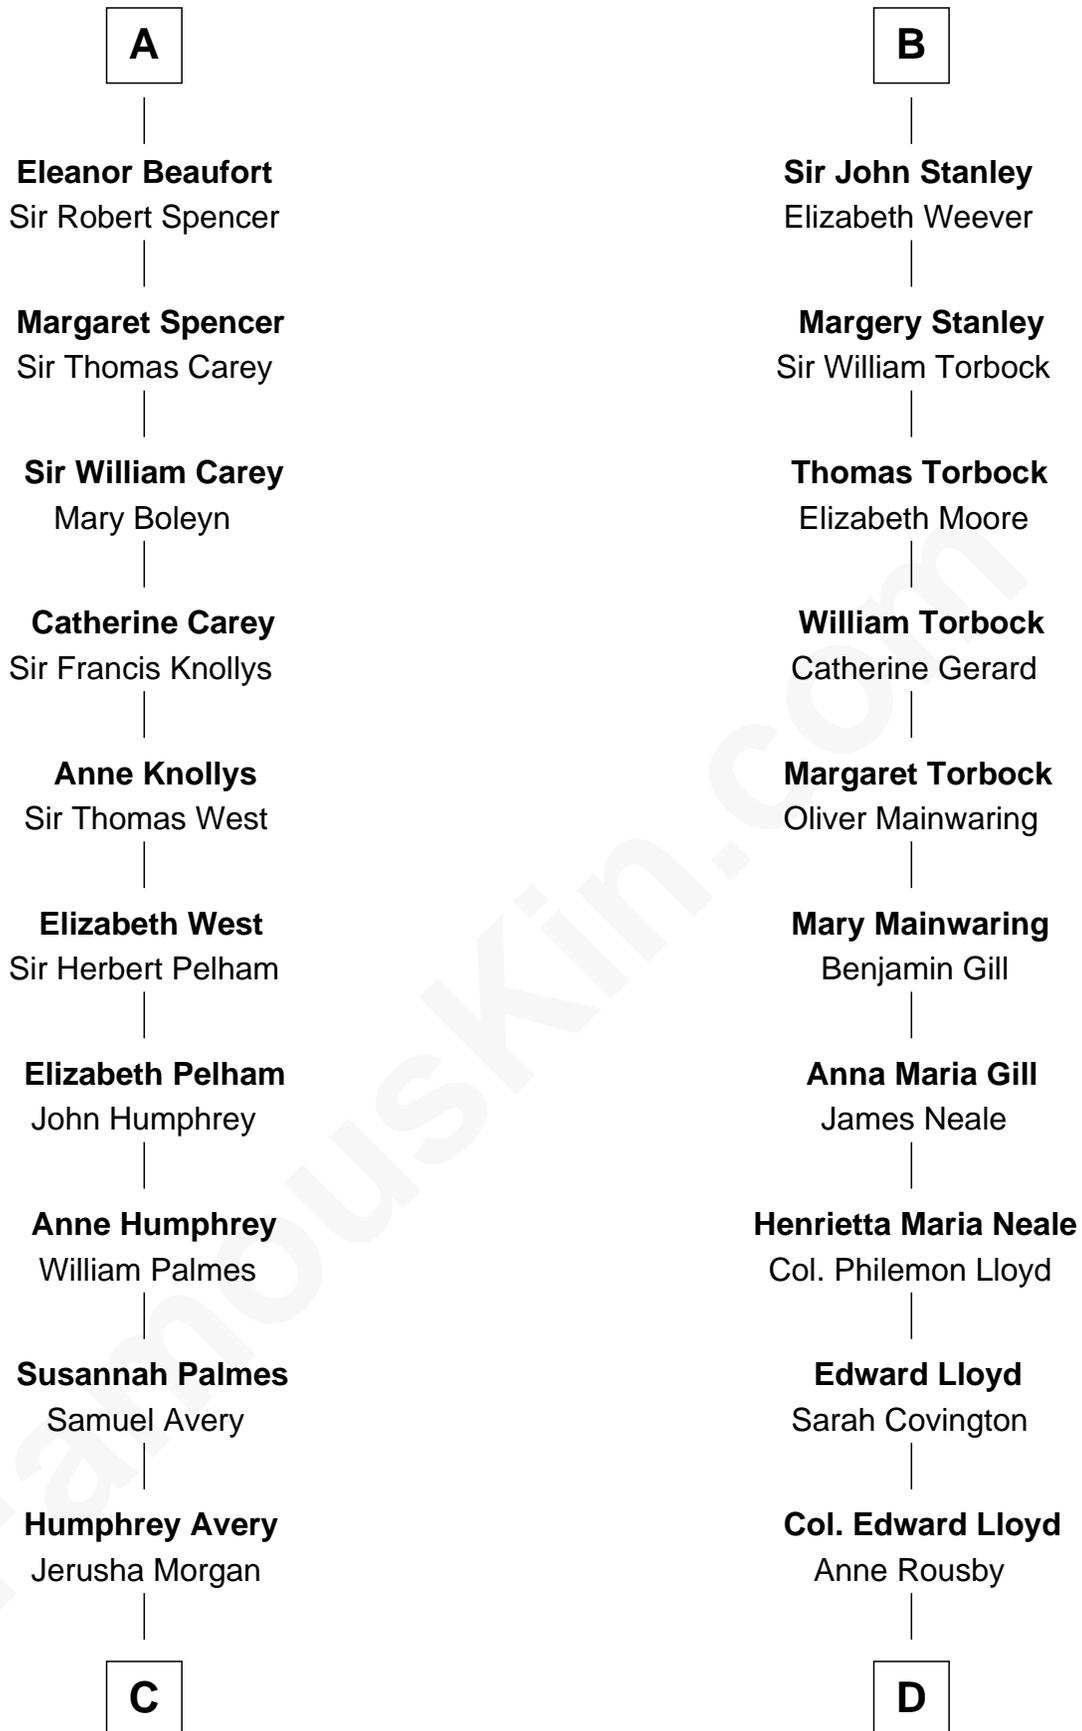 A
Eleanor Beaufort
Sir Robert Spencer
Margaret Spencer
Sir Thomas Carey
Sir William Carey
Mary Boleyn
Catherine Carey
Sir Francis Knollys
Anne Knollys
Sir Thomas West
Elizabeth West
Sir Herbert Pelham
Elizabeth Pelham
John Humphrey
Anne Humphrey
William Palmes
Susannah Palmes
Samuel Avery
Humphrey Avery
Jerusha Morgan
C
B
Sir John Stanley
Elizabeth Weever
Margery Stanley
Sir William Torbock
Thomas Torbock
Elizabeth Moore
William Torbock
Catherine Gerard
Margaret Torbock
Oliver Mainwaring
Mary Mainwaring
Benjamin Gill
Anna Maria Gill
James Neale
Henrietta Maria Neale
Col. Philemon Lloyd
Edward Lloyd
Sarah Covington
Col. Edward Lloyd
Anne Rousby
D
FamousKin.com